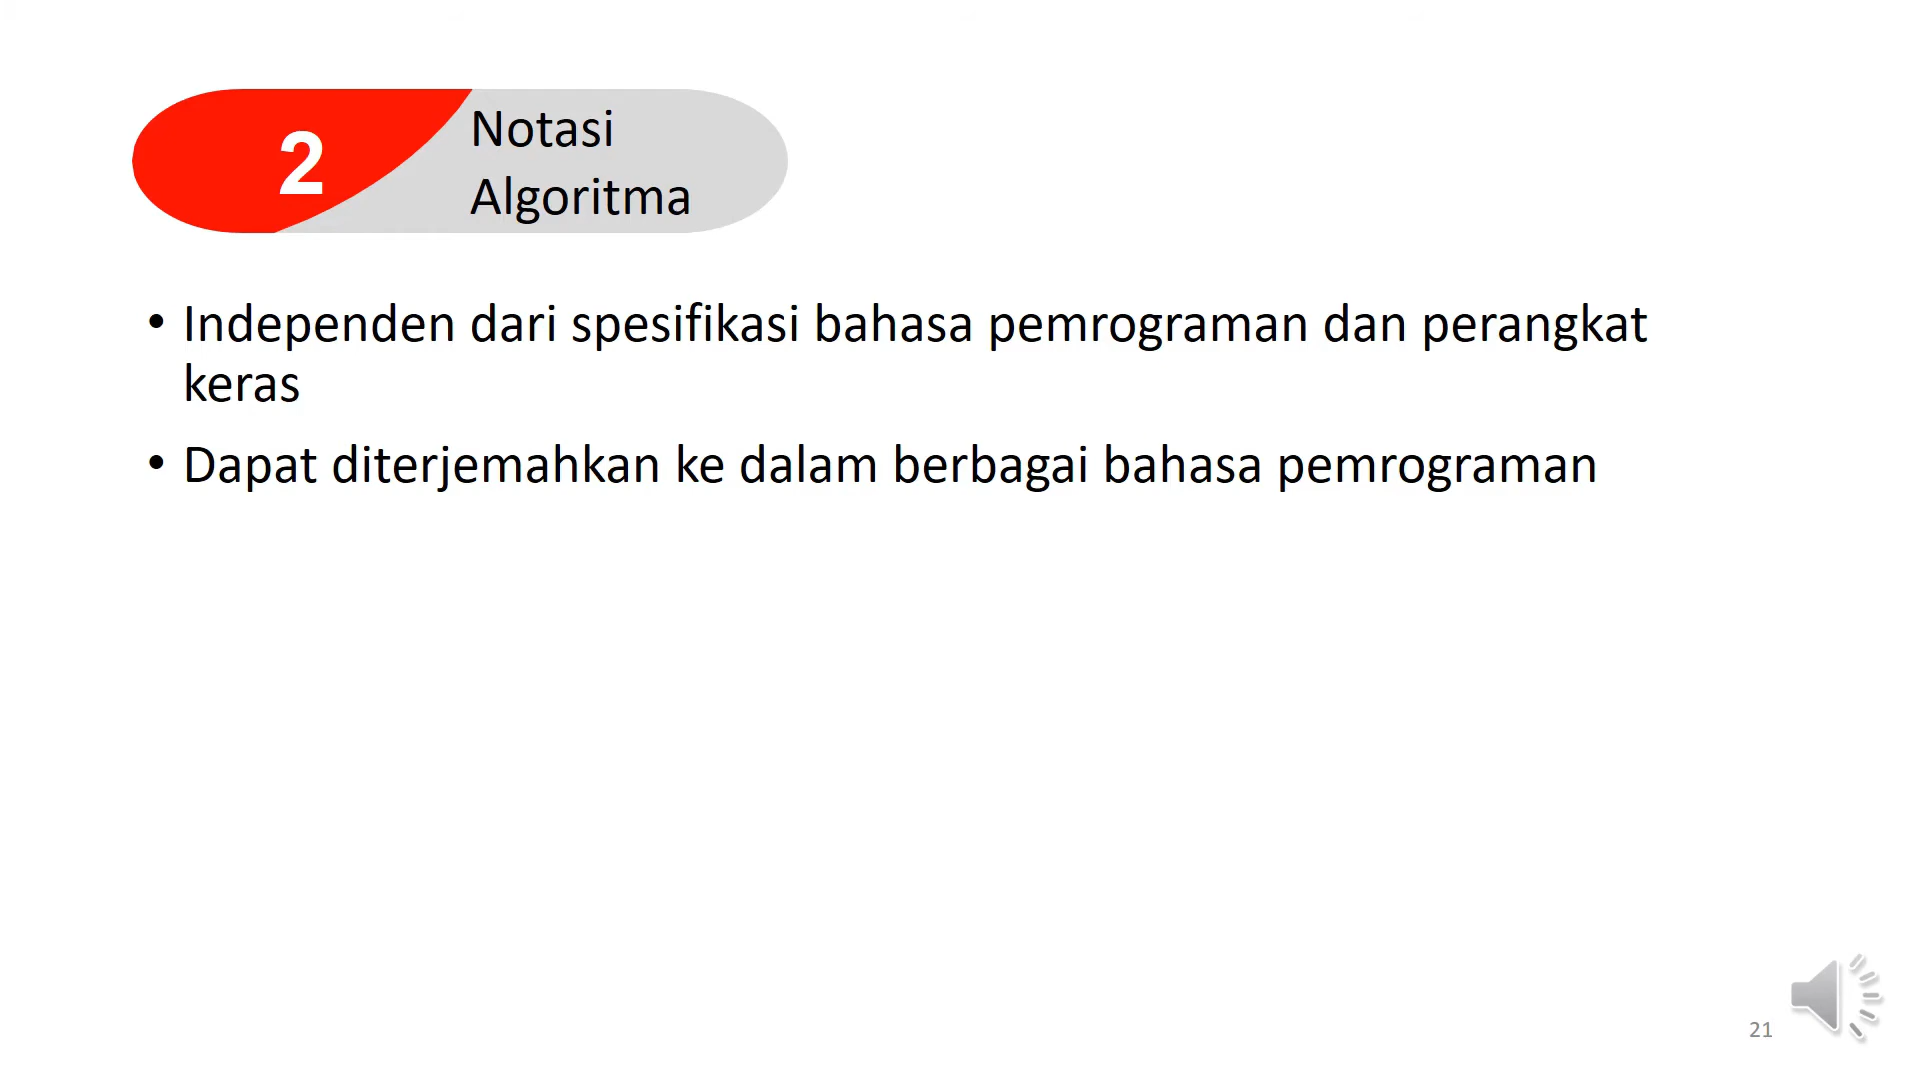 2
Notasi
Algoritma
• Independen dari spesifikasi bahasa pemrograman dan perangkat
keras
• Dapat diterjemahkan ke dalam berbagai bahasa pemrograman
21